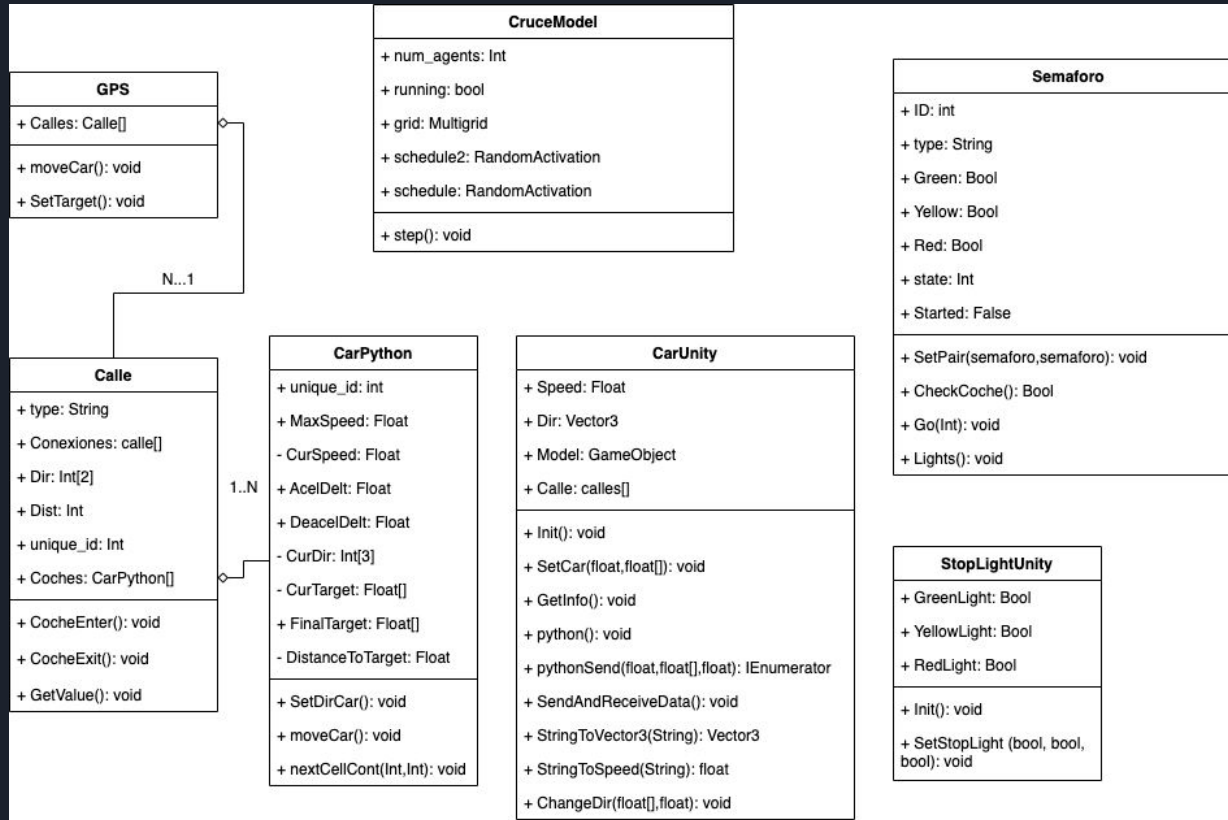 CruceModel
+ num_agents: Int
+ running: bool
+ grid: Multigrid
+ schedule2: RandomActivation
+ schedule: RandomActivation
+ step(): void
GPS
+ Calles: Calle[]
+ moveCar(): void
+ SetTarget(): void
N...1
Semaforo
+ ID: int
+ type: String
+ Green: Bool
+ Yellow: Bool
+ Red: Bool
+ state: Int
+ Started: False
+ SetPair(semaforo,semaforo): void
+ CheckCoche(): Bool
+ Go(Int): void
+ Lights(): void
Calle
+ type: String
+ Conexiones: calle[]
+ Dir: Int[2]
+ Dist: Int
+ unique_id: Int
+ Coches: CarPython[]
+ CocheEnter(): void
+ CocheExit(): void
+ GetValue(): void
1..N
CarPython
+ unique_id: int
+ MaxSpeed: Float
- CurSpeed: Float
+ AcelDelt: Float
+ DeacelDelt: Float
- CurDir: Int[3]
- CurTarget: Float[]
+ FinalTarget: Float[]
- DistanceToTarget: Float
+ SetDirCar(): void
+ moveCar(): void
+ nextCellCont(Int,Int): void
CarUnity
+ Speed: Float
+ Dir: Vector3
+ Model: GameObject
+ Calle: calles[]
+ Init(): void
+ SetCar(float,float[]): void
+ GetInfo(): void
+ python(): void
+ pythonSend(float,float[],float): IEnumerator
+ SendAndReceiveData(): void
+ StringToVector3(String): Vector3
+ StringToSpeed(String): float
+ ChangeDir(float[],float): void
StopLightUnity
+ GreenLight: Bool
+ YellowLight: Bool
+ RedLight: Bool
+ Init(): void
+ SetStopLight (bool, bool,
bool): void